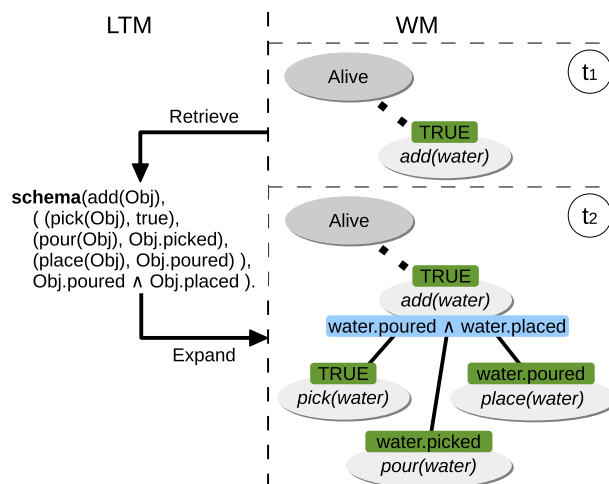 LTM
WM
t1
Alive
TRUE
add(water)
Retrieve
schema(add(Obj),
( (pick(Obj), true),
(pour(Obj), Obj.picked),
(place(Obj), Obj.poured) ),
Obj.poured ∧ Obj.placed ).
Expand
t2
Alive
TRUE
add(water)
water.poured ∧ water.placed
TRUE
pick(water)
water.poured
place(water)
water.picked
pour(water)